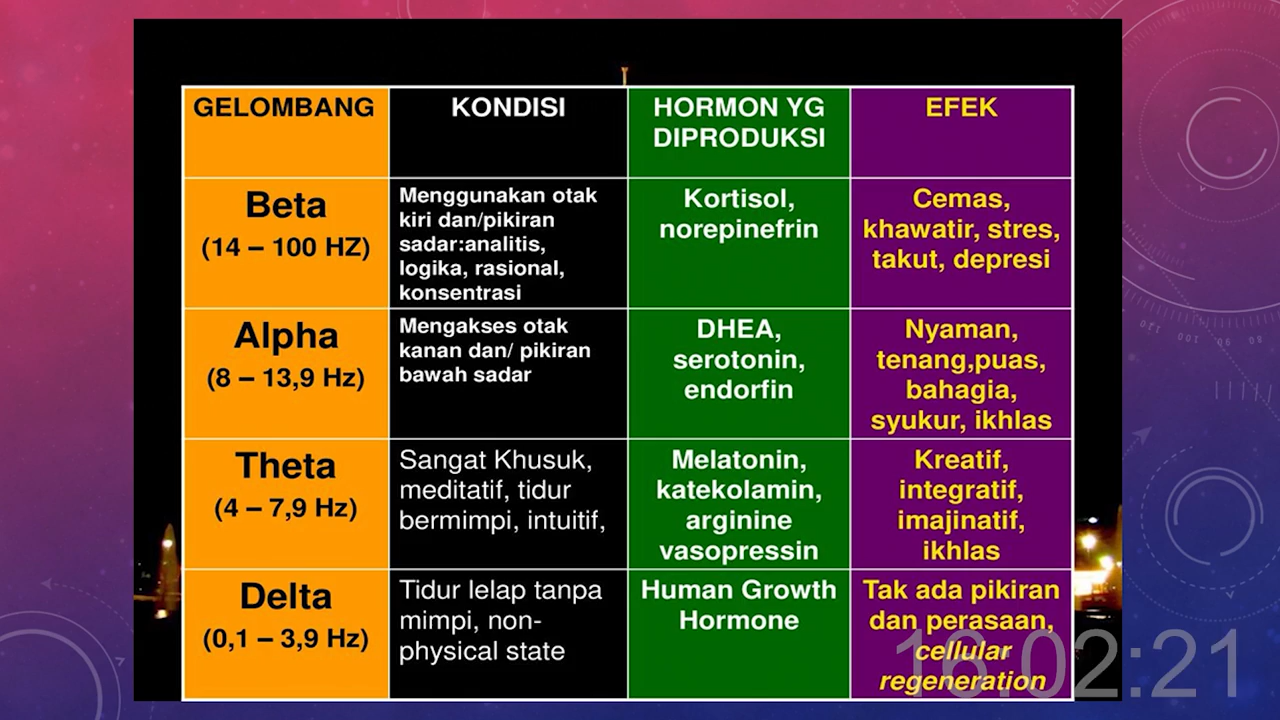 GELOMBANG
KONDISI
HORMON YG
DIPRODUKSI
EFEK
Beta
(14 – 100 HZ)
Menggunakan otak
kiri dan/pikiran
sadar:analitis,
logika, rasional,
konsentrasi
Kortisol,
norepinefrin
Cemas,
khawatir, stres,
takut, depresi
Alpha
(8 – 13,9 Hz)
Mengakses otak
kanan dan/ pikiran
bawah sadar
DHEA,
serotonin,
endorfin
Nyaman,
tenang,puas,
bahagia,
syukur, ikhlas
Theta
(4 – 7,9 Hz)
Sangat Khusuk,
meditatif, tidur
bermimpi, intuitif,
Melatonin,
katekolamin,
arginine
vasopressin
Kreatif,
integratif,
imajinatif,
ikhlas
Delta
(0,1 – 3,9 Hz)
Tidur lelap tanpa
mimpi, non-
physical state
Human Growth
Hormone
Tak ada pikiran
dan perasaan,
cellular
regeneration
16:02:21